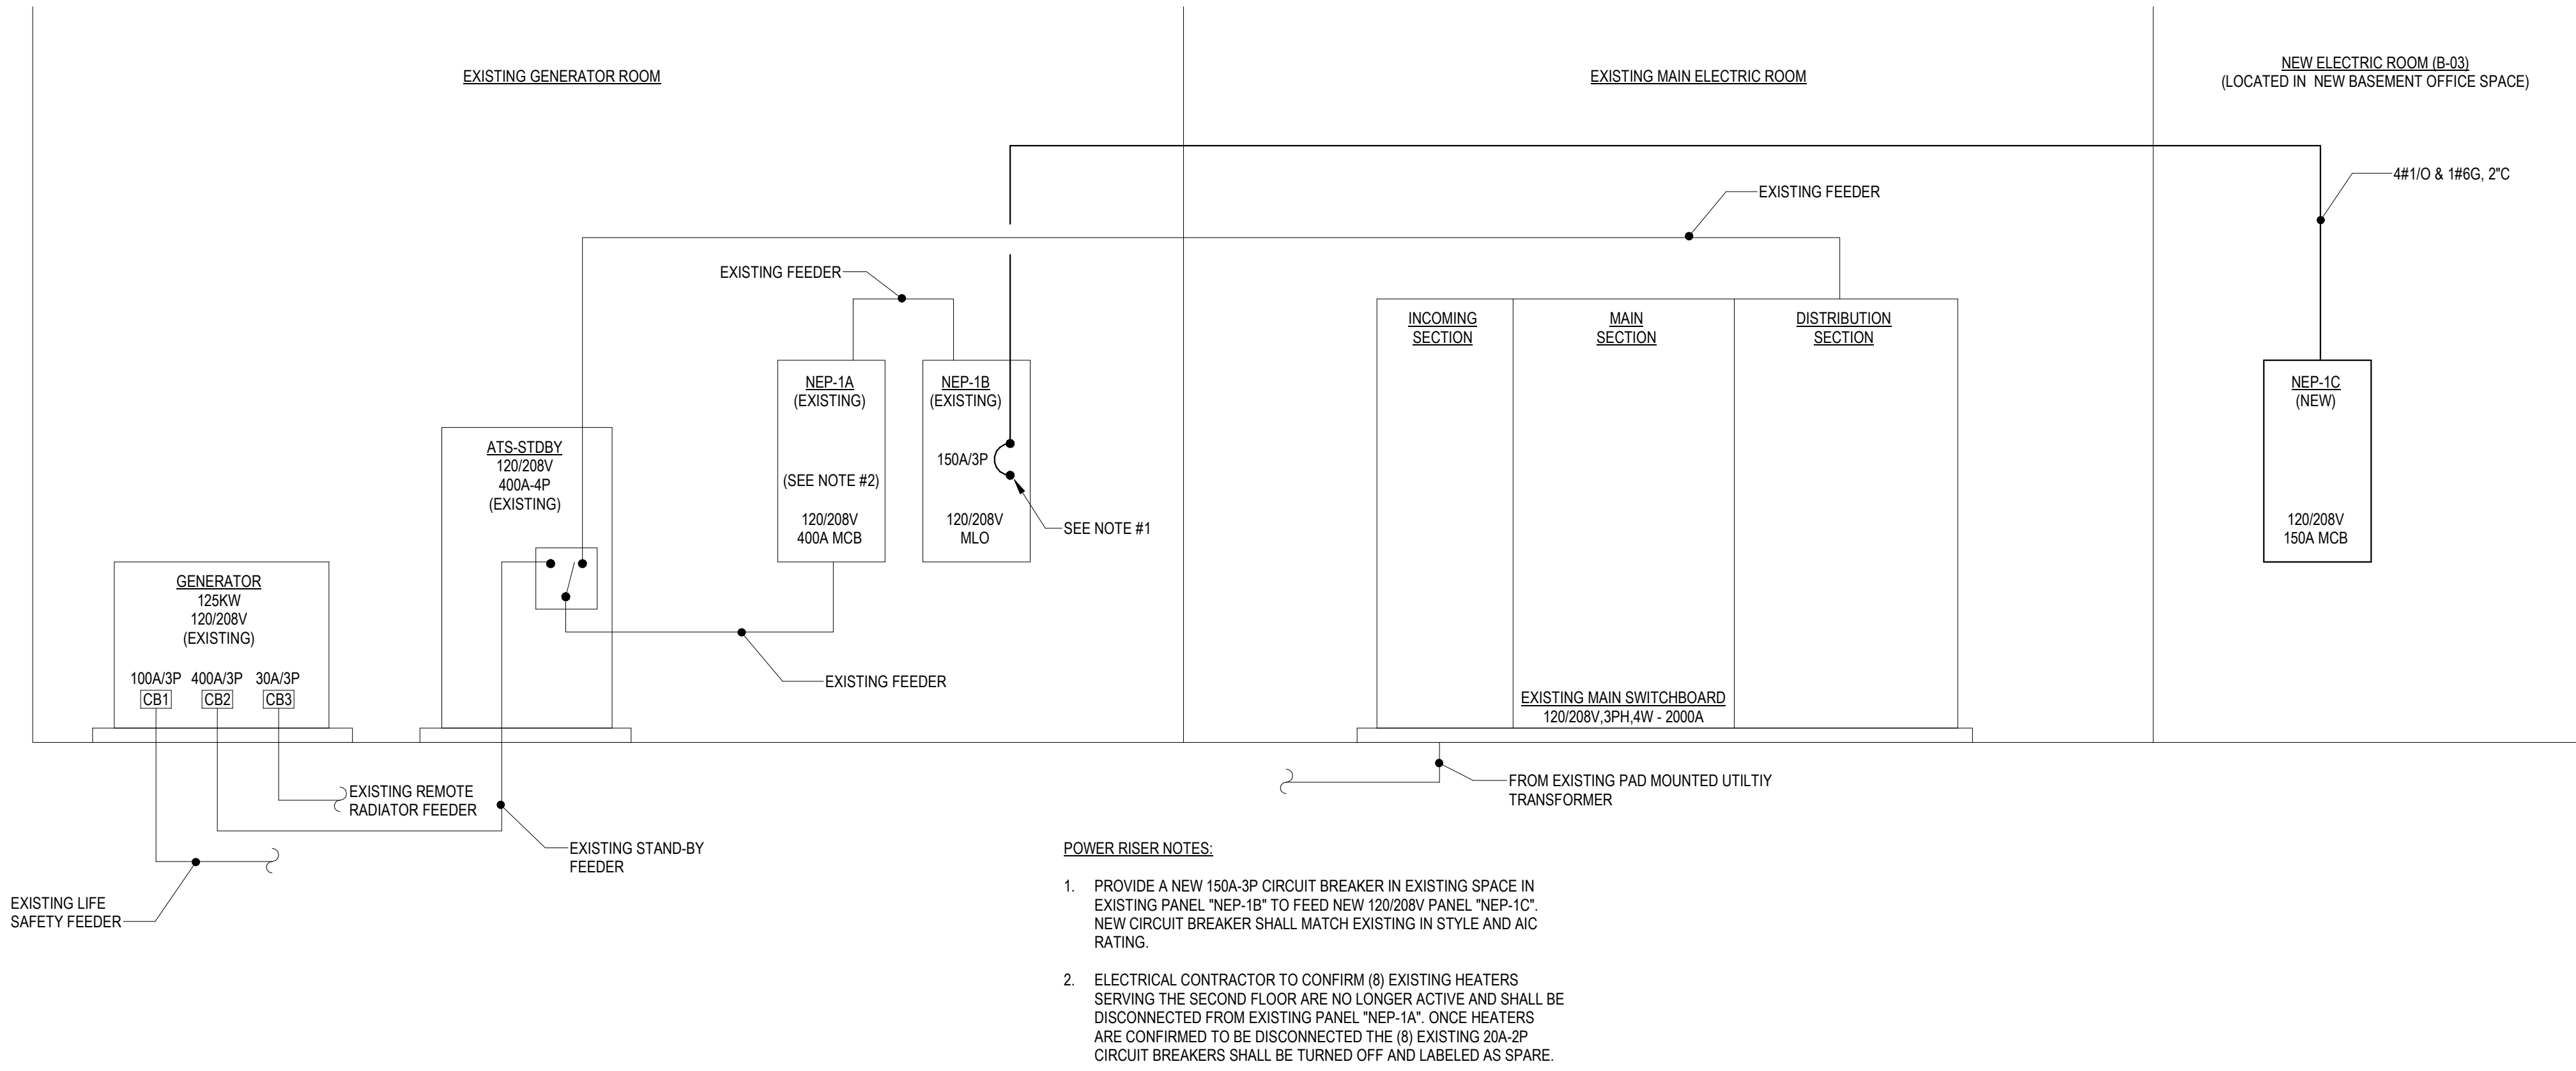 EXISTING GENERATOR ROOM
EXISTING MAIN ELECTRIC ROOM
NEW ELECTRIC ROOM (B-03)
(LOCATED IN NEW BASEMENT OFFICE SPACE)
4#1/O & 1#6G, 2"C
EXISTING FEEDER
EXISTING FEEDER
INCOMING
SECTION
MAIN
SECTION
DISTRIBUTION
SECTION
NEP-1A
(EXISTING)
(SEE NOTE #2)
120/208V
400A MCB
NEP-1B
(EXISTING)
150A/3P
120/208V
MLO
SEE NOTE #1
NEP-1C
(NEW)
120/208V
150A MCB
ATS-STDBY
120/208V
400A-4P
(EXISTING)
GENERATOR
125KW
120/208V
(EXISTING)
100A/3P 400A/3P 30A/3P
CB1 CB2 CB3
EXISTING FEEDER
EXISTING MAIN SWITCHBOARD
120/208V,3PH,4W - 2000A
EXISTING REMOTE
RADIATOR FEEDER
FROM EXISTING PAD MOUNTED UTILTIY
TRANSFORMER
EXISTING STAND-BY
FEEDER
EXISTING LIFE
SAFETY FEEDER
POWER RISER NOTES:
1. PROVIDE A NEW 150A-3P CIRCUIT BREAKER IN EXISTING SPACE IN
EXISTING PANEL "NEP-1B" TO FEED NEW 120/208V PANEL "NEP-1C".
NEW CIRCUIT BREAKER SHALL MATCH EXISTING IN STYLE AND AIC
RATING.
2. ELECTRICAL CONTRACTOR TO CONFIRM (8) EXISTING HEATERS
SERVING THE SECOND FLOOR ARE NO LONGER ACTIVE AND SHALL BE
DISCONNECTED FROM EXISTING PANEL "NEP-1A". ONCE HEATERS
ARE CONFIRMED TO BE DISCONNECTED THE (8) EXISTING 20A-2P
CIRCUIT BREAKERS SHALL BE TURNED OFF AND LABELED AS SPARE.